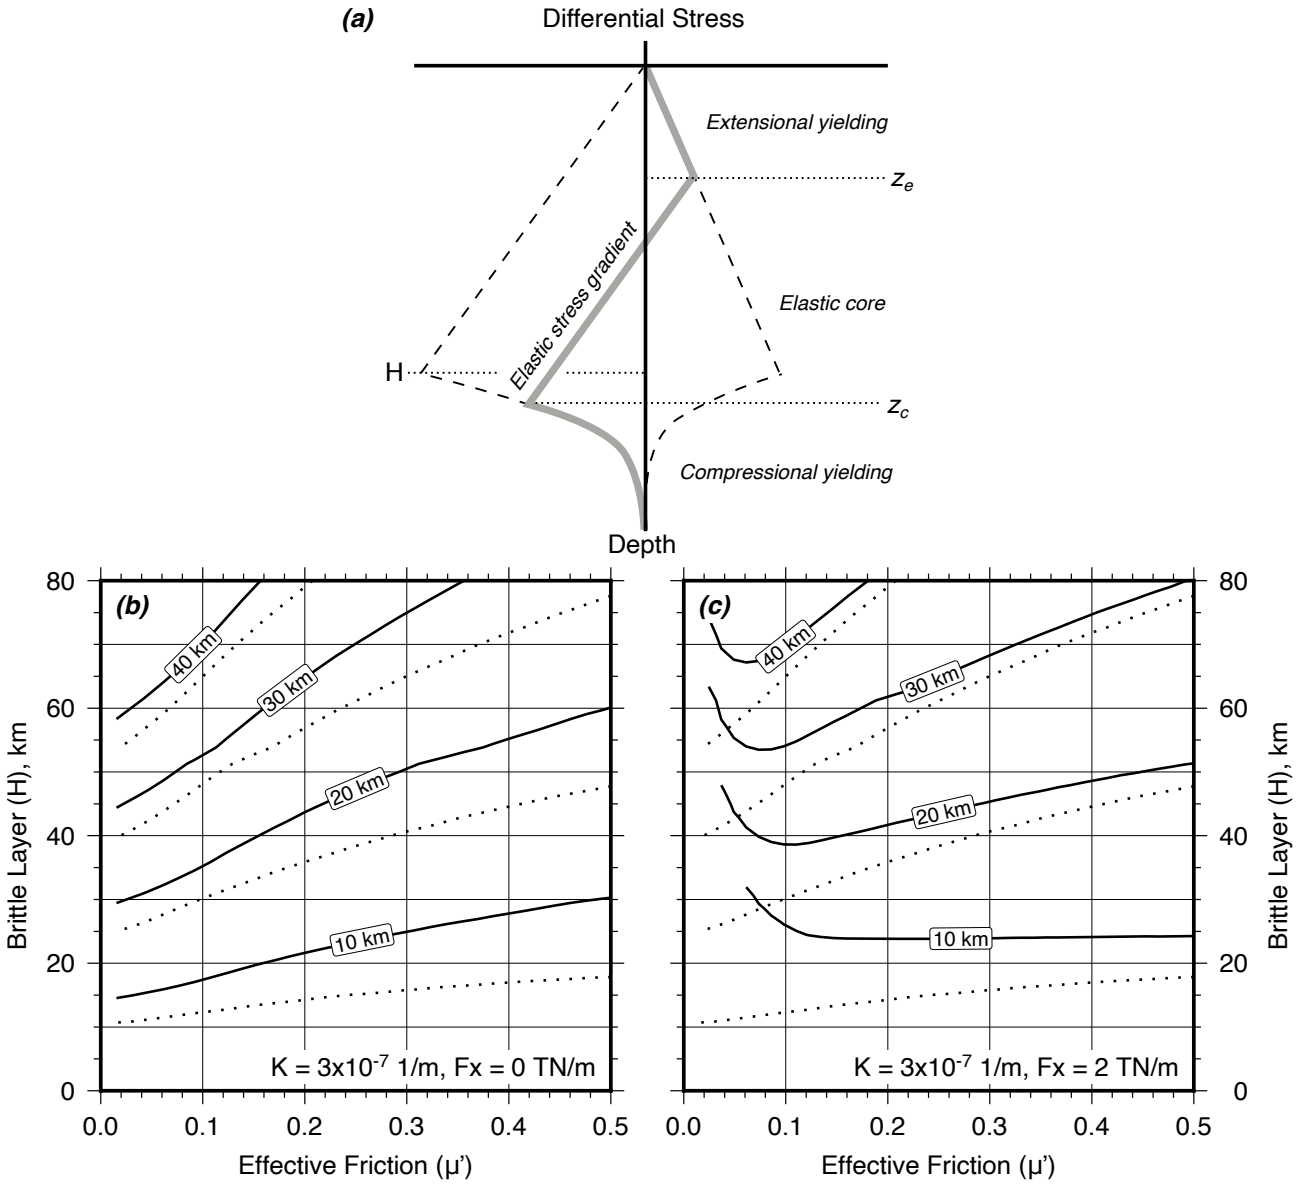 (a)
Differential Stress
Extensional yielding
z_e
Elastic stress gradient
Elastic core
H
z_c
Compressional yielding
Depth
(b)
80
60
40
20
0
Brittle Layer (H), km
40 km
30 km
20 km
10 km
K = 3x10⁻⁷ 1/m, Fx = 0 TN/m
0.0 0.1 0.2 0.3 0.4 0.5
Effective Friction (µ')
(c)
40 km
30 km
20 km
10 km
K = 3x10⁻⁷ 1/m, Fx = 2 TN/m
0.0 0.1 0.2 0.3 0.4 0.5
Effective Friction (µ')
80
60
40
20
0
Brittle Layer (H), km